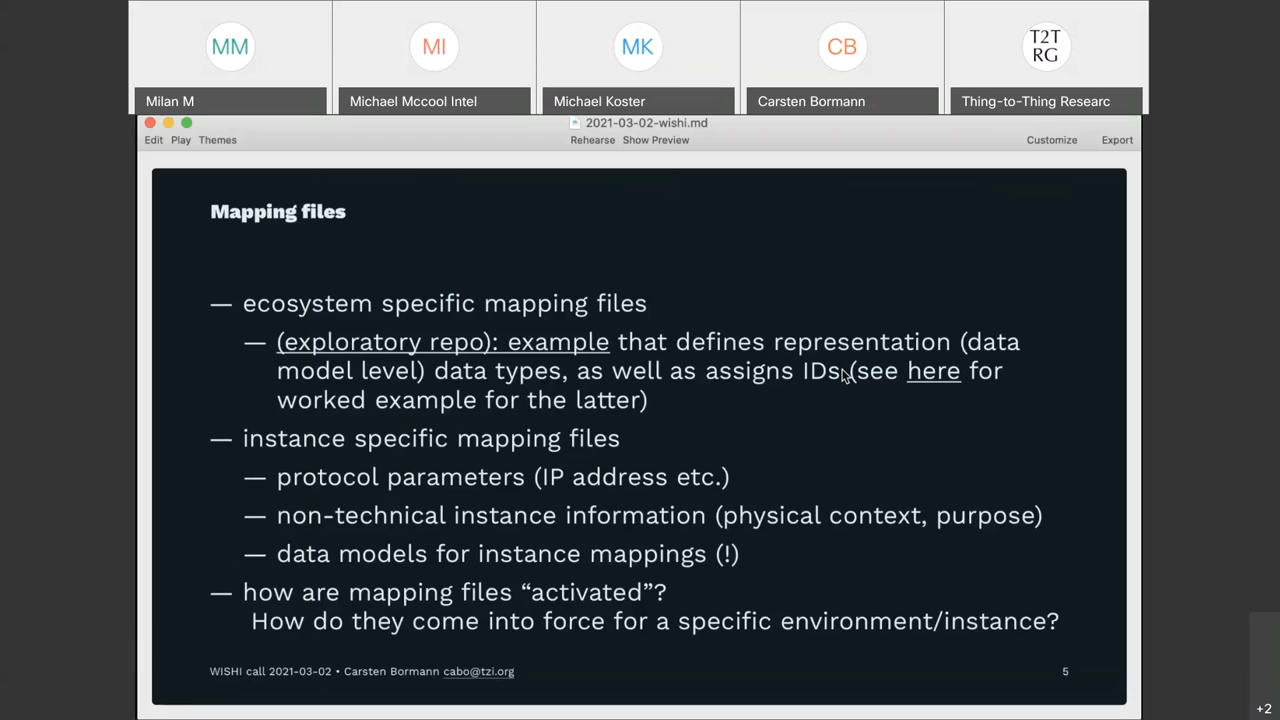 MM
MI
MK
CB
T2T
RG
Milan M
Michael Mccool Intel
Michael Koster
Carsten Bormann
Thing-to-Thing Researc
2021-03-02-wishi.md
Edit Play Themes
Rehearse Show Preview
Customize Export
Mapping files
— ecosystem specific mapping files
— (exploratory repo): example that defines representation (data
model level) data types, as well as assigns IDs (see here for
worked example for the latter)
— instance specific mapping files
— protocol parameters (IP address etc.)
— non-technical instance information (physical context, purpose)
— data models for instance mappings (!)
— how are mapping files “activated”?
How do they come into force for a specific environment/instance?
WISHI call 2021-03-02 • Carsten Bormann cabo@tzi.org
5
+2